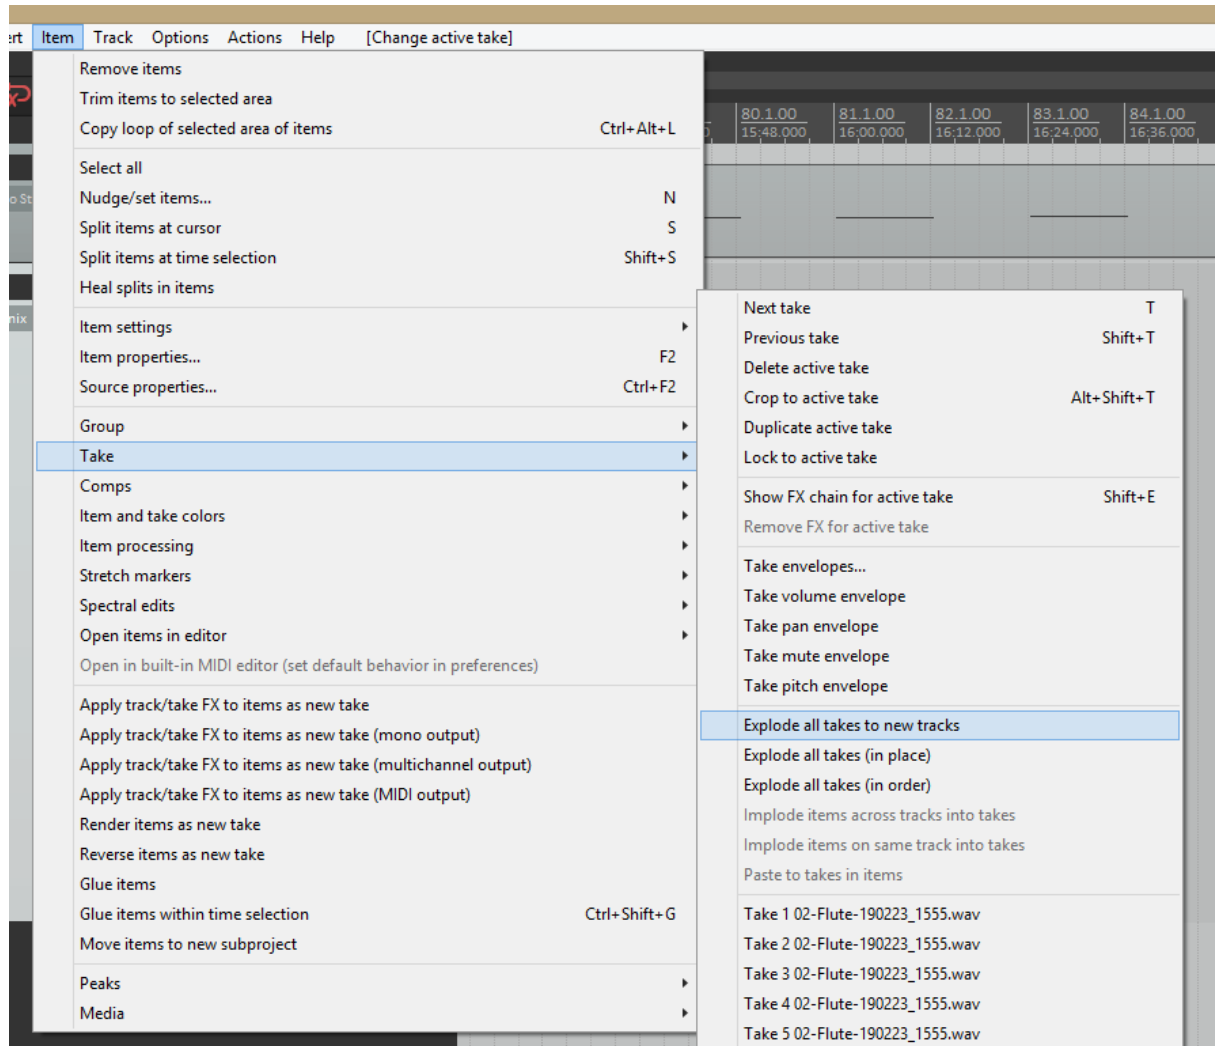 ert Item Track Options Actions Help [Change active take]
80.1.00 81.1.00 82.1.00 83.1.00 84.1.00
0 15:48.000 16:00.000 16:12.000 16:24.000 16:36.000
o St
nix
Remove items
Trim items to selected area
Copy loop of selected area of items Ctrl+Alt+L
Select all
Nudge/set items... N
Split items at cursor S
Split items at time selection Shift+S
Heal splits in items
Item settings
Item properties... F2
Source properties... Ctrl+F2
Group
Take
Comps
Item and take colors
Item processing
Stretch markers
Spectral edits
Open items in editor
Open in built-in MIDI editor (set default behavior in preferences)
Apply track/take FX to items as new take
Apply track/take FX to items as new take (mono output)
Apply track/take FX to items as new take (multichannel output)
Apply track/take FX to items as new take (MIDI output)
Render items as new take
Reverse items as new take
Glue items
Glue items within time selection Ctrl+Shift+G
Move items to new subproject
Peaks
Media
Next take T
Previous take Shift+T
Delete active take
Crop to active take Alt+Shift+T
Duplicate active take
Lock to active take
Show FX chain for active take Shift+E
Remove FX for active take
Take envelopes...
Take volume envelope
Take pan envelope
Take mute envelope
Take pitch envelope
Explode all takes to new tracks
Explode all takes (in place)
Explode all takes (in order)
Implode items across tracks into takes
Implode items on same track into takes
Paste to takes in items
Take 1 02-Flute-190223_1555.wav
Take 2 02-Flute-190223_1555.wav
Take 3 02-Flute-190223_1555.wav
Take 4 02-Flute-190223_1555.wav
Take 5 02-Flute-190223_1555.wav